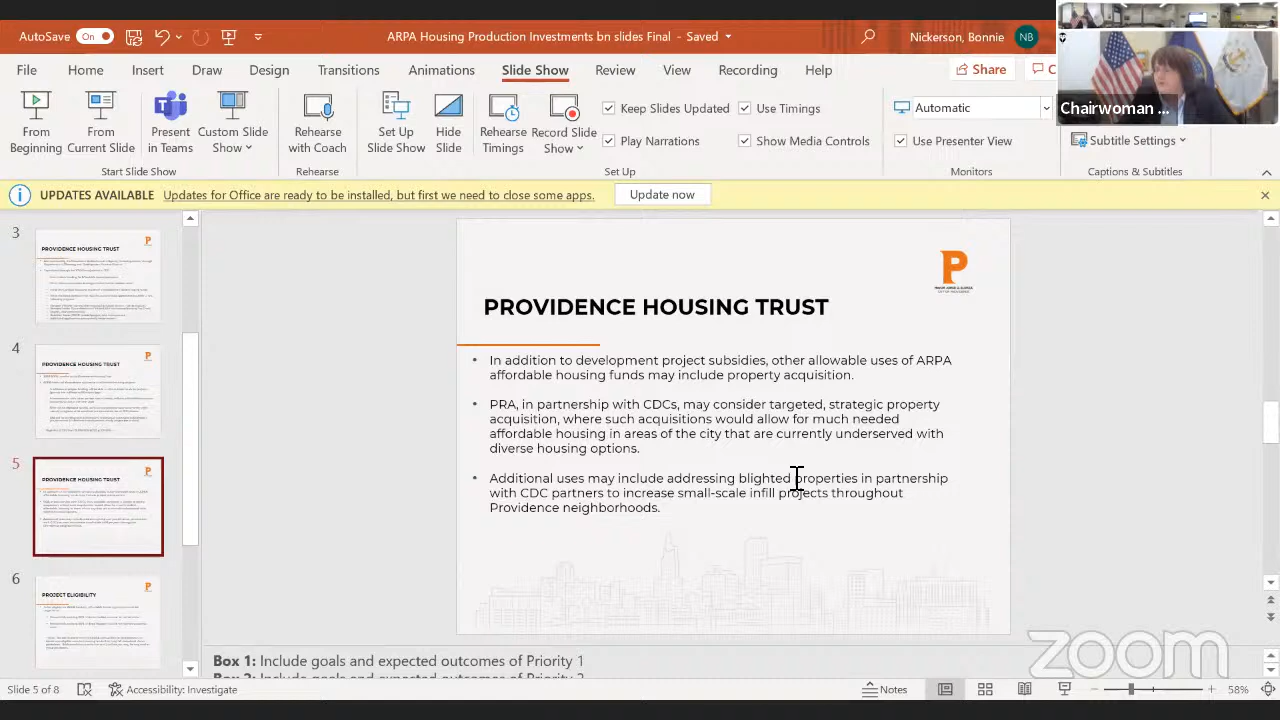 AutoSave On
ARPA Housing Production Investments bn slides Final - Saved
Nickerson, Bonnie NB
File Home Insert Draw Design Transitions Animations Slide Show Review View Recording Help Share
Chairwoman ...
From Beginning
From Current Slide
Present in Teams
Custom Slide Show
Rehearse with Coach
Set Up Slide Show
Hide Slide
Rehearse Timings
Record Slide Show
Keep Slides Updated
Use Timings
Play Narrations
Show Media Controls
Automatic
Use Presenter View
Subtitle Settings
Start Slide Show
Rehearse
Set Up
Monitors
Captions & Subtitles
UPDATES AVAILABLE Updates for Office are ready to be installed, but first we need to close some apps. Update now
3
PROVIDENCE HOUSING TRUST
4
PROVIDENCE HOUSING TRUST
5
PROVIDENCE HOUSING TRUST
6
PROJECT ELIGIBILITY
P
PROVIDENCE HOUSING TRUST
• In addition to development project subsidy, other allowable uses of ARPA
affordable housing funds may include property acquisition.
• PRA, in partnership with CDCs, may consider targeted, strategic property
acquisition, where such acquisitions would allow for much needed
affordable housing in areas of the city that are currently underserved with
diverse housing options.
• Additional uses may include addressing blighted properties in partnership
partners to increase small-scale throughout
Providence neighborhoods.
zoom
Box 1: Include goals and expected outcomes of Priority 1
Slide 5 of 8
Accessibility: Investigate
Notes
58%